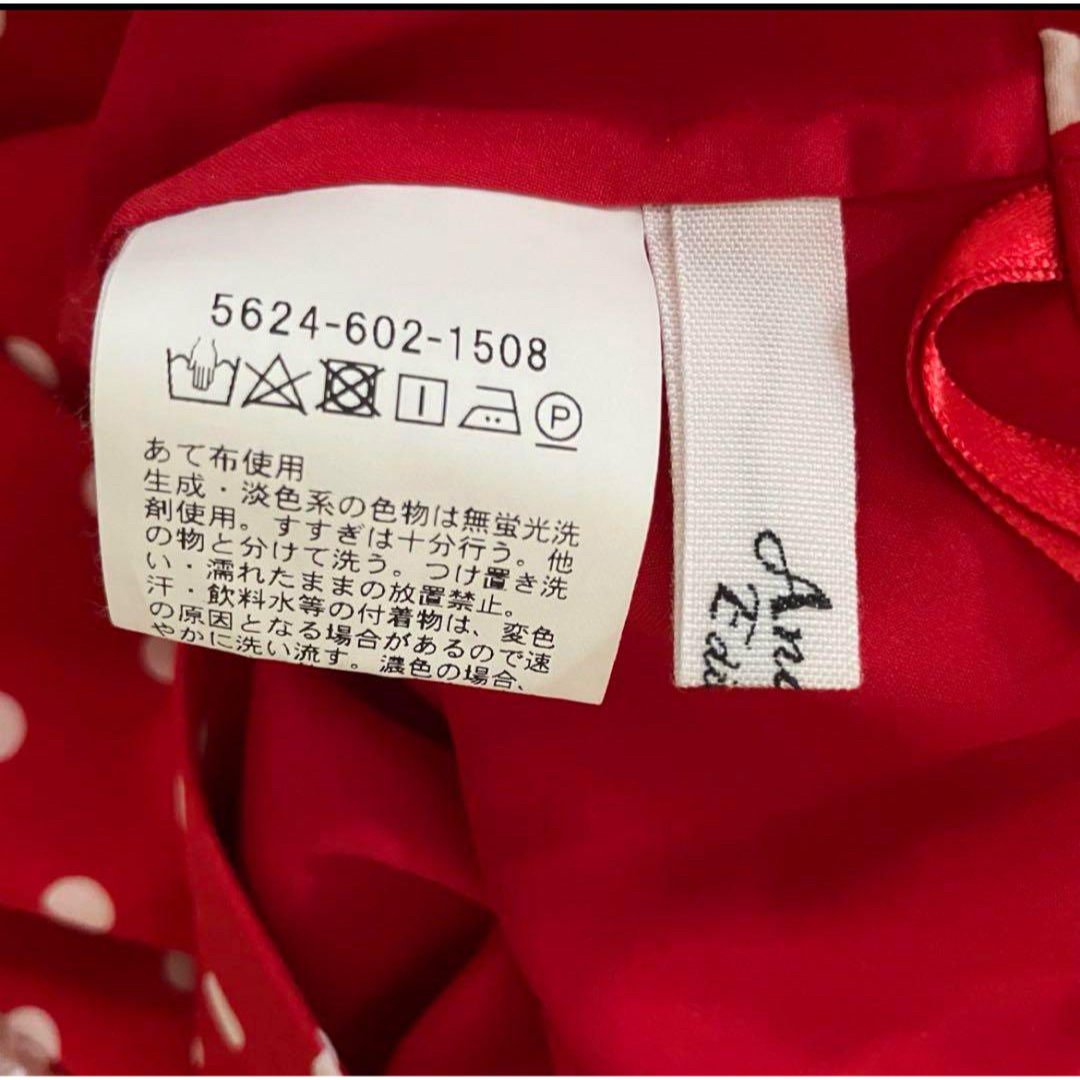 5624-602-1508
P
あて布使用
生成・淡色系の色物は無蛍光洗
剤使用。すすぎは十分行う。他
の物と分けて洗う。つけ置き洗
い・濡れたままの放置禁止。
汗・飲料水等の付着物は、変色
の原因となる場合があるので速
やかに洗い流す。濃色の場合、